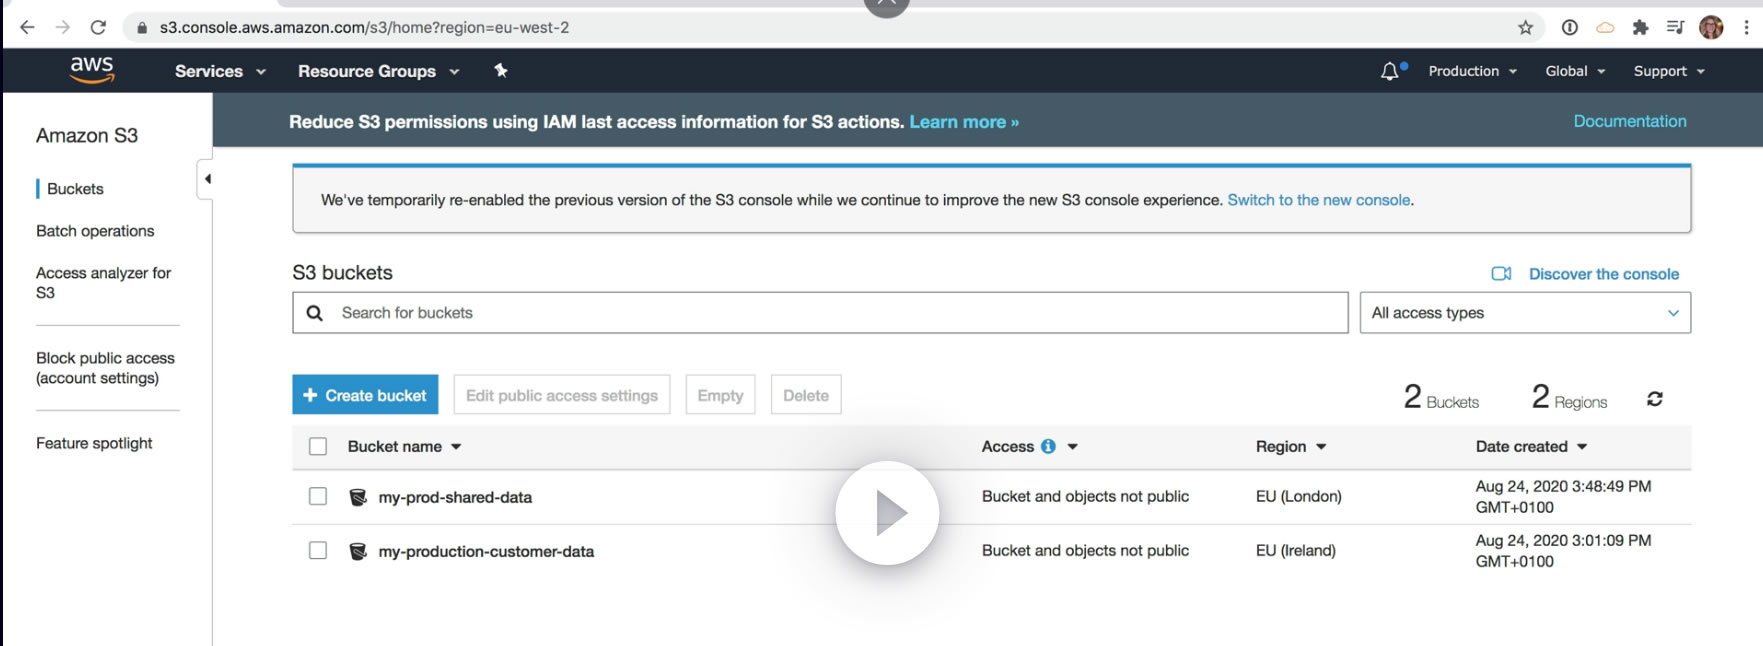 s3.console.aws.amazon.com/s3/home?region=eu-west-2
aws Services Resource Groups Production Global Support
Amazon S3
Buckets
Batch operations
Access analyzer for
S3
Block public access
(account settings)
Feature spotlight
Reduce S3 permissions using IAM last access information for S3 actions. Learn more » Documentation
We've temporarily re-enabled the previous version of the S3 console while we continue to improve the new S3 console experience. Switch to the new console.
S3 buckets Discover the console
Search for buckets All access types
+ Create bucket Edit public access settings Empty Delete 2 Buckets 2 Regions
Bucket name Access Region Date created
my-prod-shared-data Bucket and objects not public EU (London) Aug 24, 2020 3:48:49 PM
GMT+0100
my-production-customer-data Bucket and objects not public EU (Ireland) Aug 24, 2020 3:01:09 PM
GMT+0100